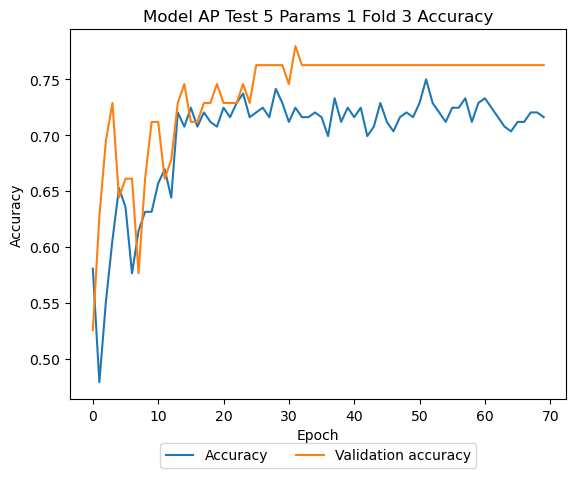 Model AP Test 5 Params 1 Fold 3 Accuracy
Accuracy
0.75
0.70
0.65
0.60
0.55
0.50
0 10 20 30 40 50 60 70
Epoch
Accuracy Validation accuracy